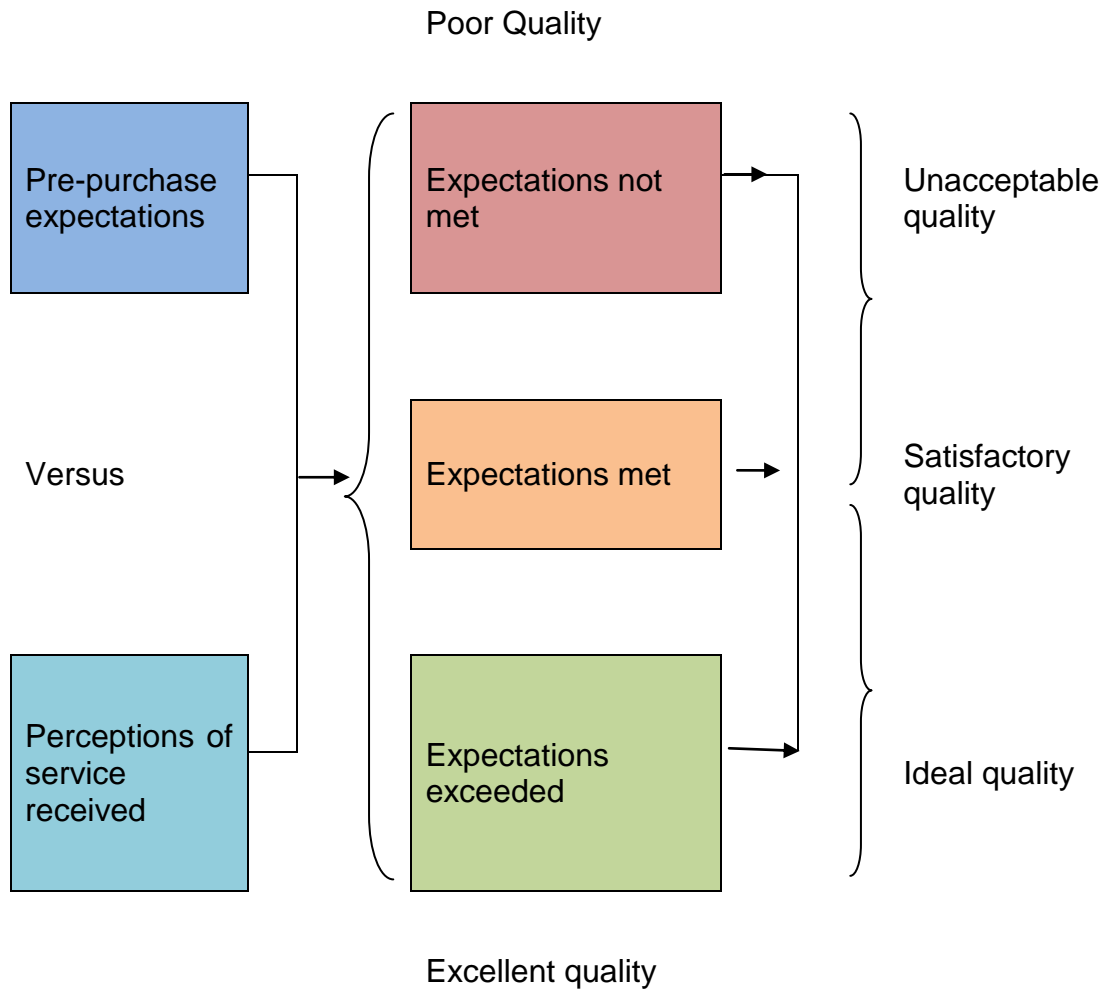 Poor Quality
Pre-purchase
expectations
Expectations not
met
Unacceptable
quality
Versus
Expectations met
Satisfactory
quality
Perceptions of
service
received
Expectations
exceeded
Ideal quality
Excellent quality